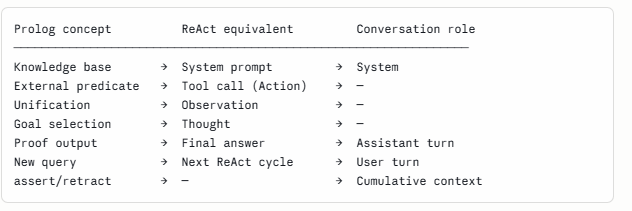 Prolog concept ReAct equivalent Conversation role
Knowledge base → System prompt → System
External predicate → Tool call (Action) → —
Unification → Observation → —
Goal selection → Thought → —
Proof output → Final answer → Assistant turn
New query → Next ReAct cycle → User turn
assert/retract → — → Cumulative context